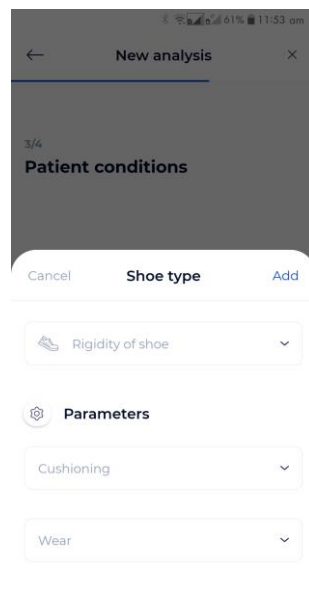 61% 11:53 am
New analysis
3/4
Patient conditions
Cancel Shoe type Add
Rigidity of shoe
Parameters
Cushioning
Wear